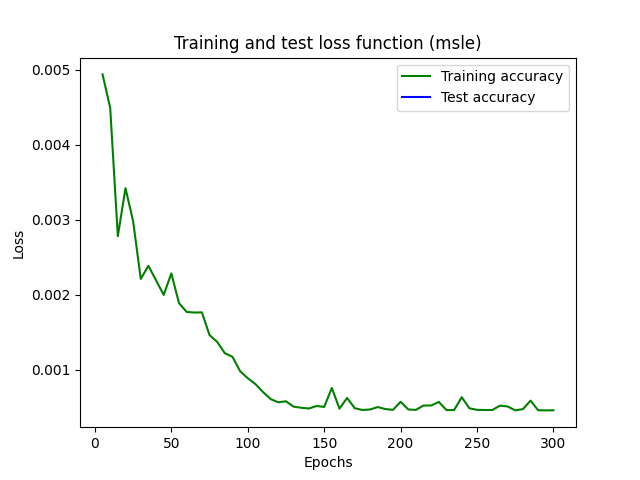 Training and test loss function (msle)
Training accuracy
Test accuracy
0.005
0.004
0.003
0.002
0.001
Loss
0 50 100 150 200 250 300
Epochs